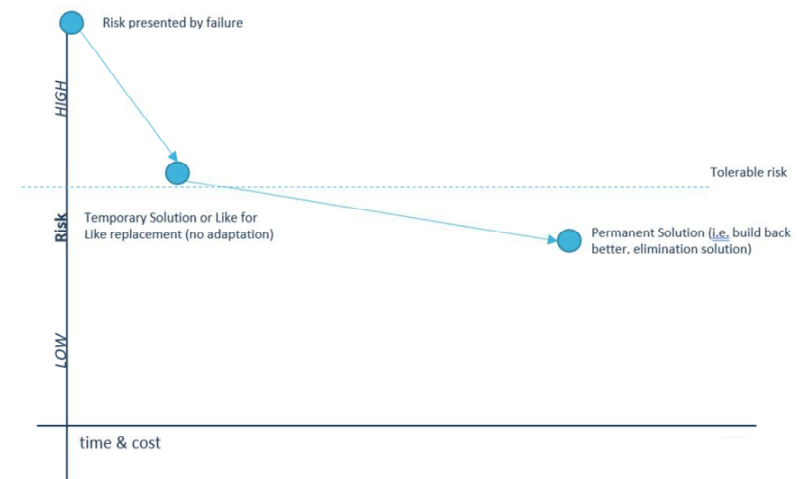 Risk presented by failure
HIGH
Tolerable risk
Risk
Temporary Solution or Like for
Like replacement (no adaptation)
Permanent Solution (i.e. build back
better, elimination solution)
LOW
time & cost